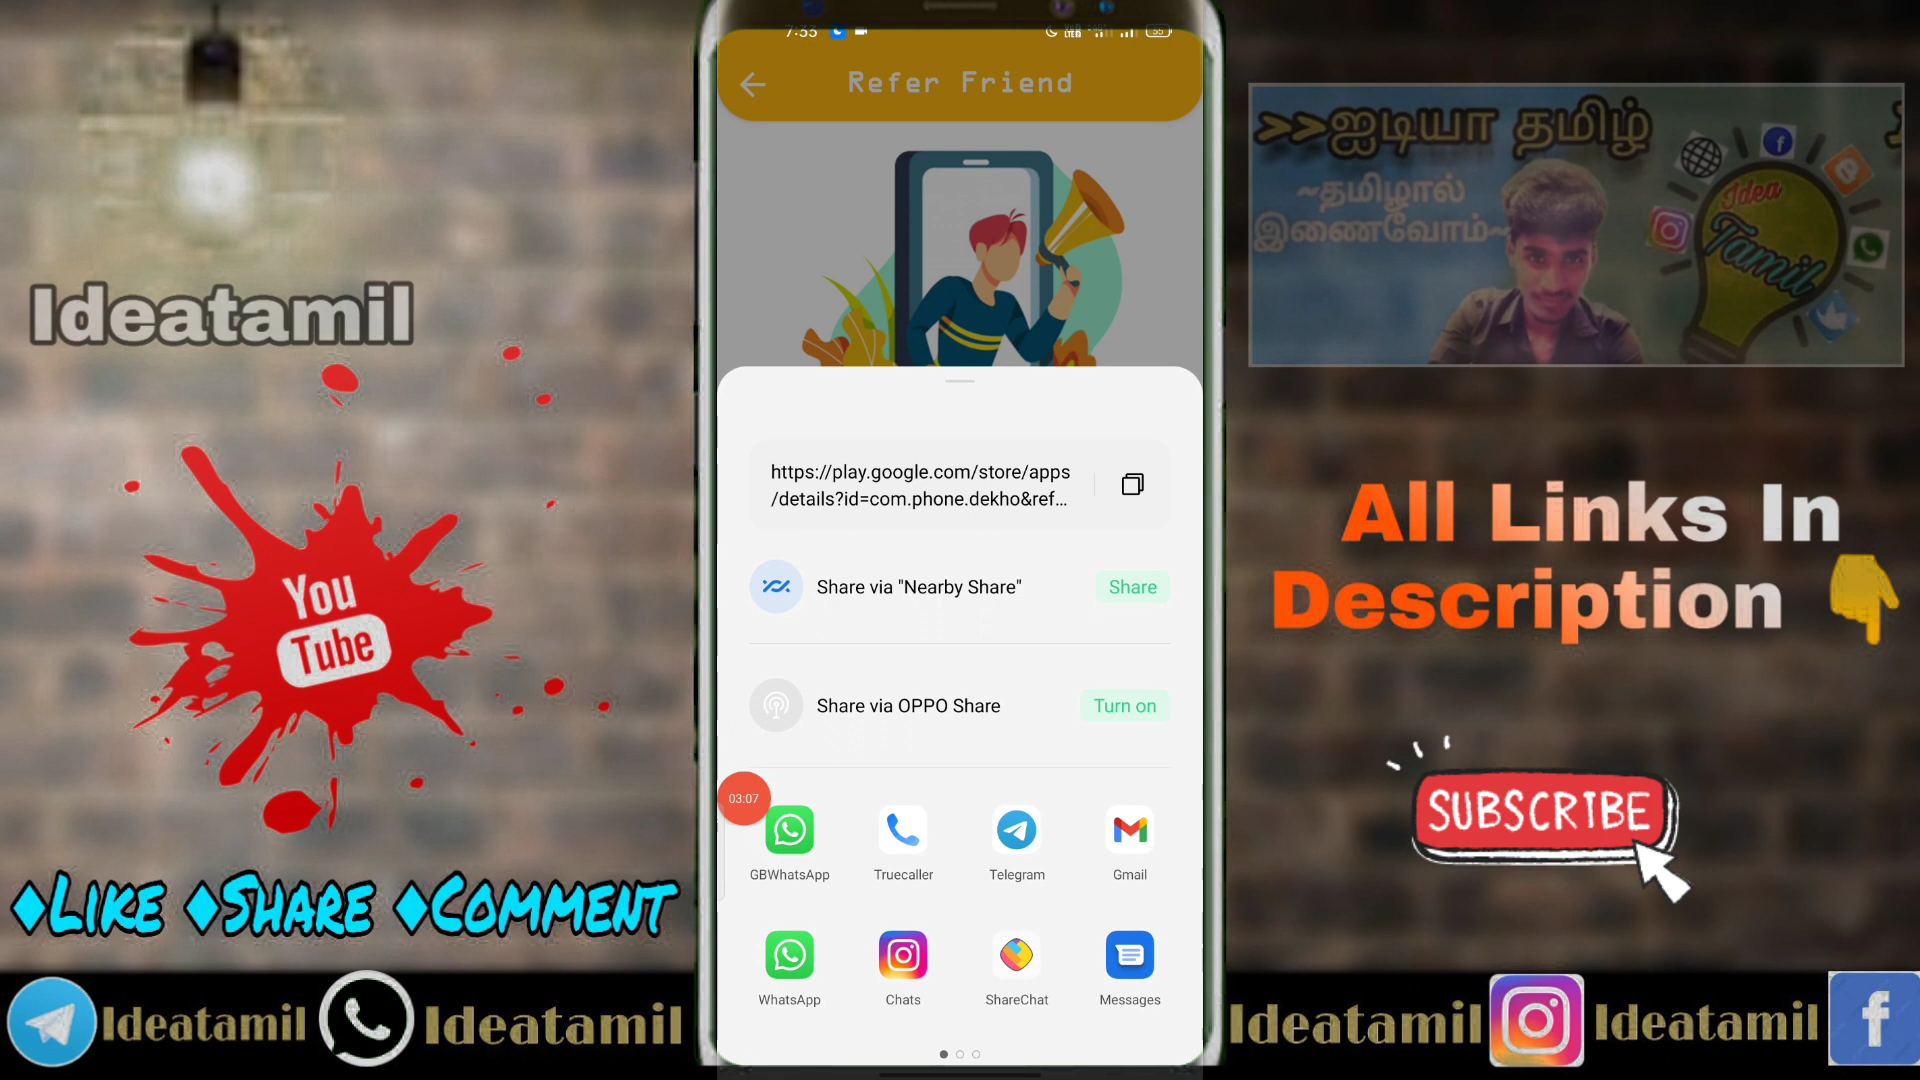 Ideatamil
You
Tube
♦Like ♦Share ♦Comment
Ideatamil
Ideatamil
7:33
55
Refer Friend
https://play.google.com/store/apps
/details?id=com.phone.dekho&ref...
Share via "Nearby Share"
Share
Share via OPPO Share
Turn on
03:07
GBWhatsApp
Truecaller
Telegram
Gmail
WhatsApp
Chats
ShareChat
Messages
>>ஐடியா தமிழ்
~தமிழால்
இணைவோம்~
Idea
Tamil
All Links In
Description
SUBSCRIBE
Ideatamil
Ideatamil